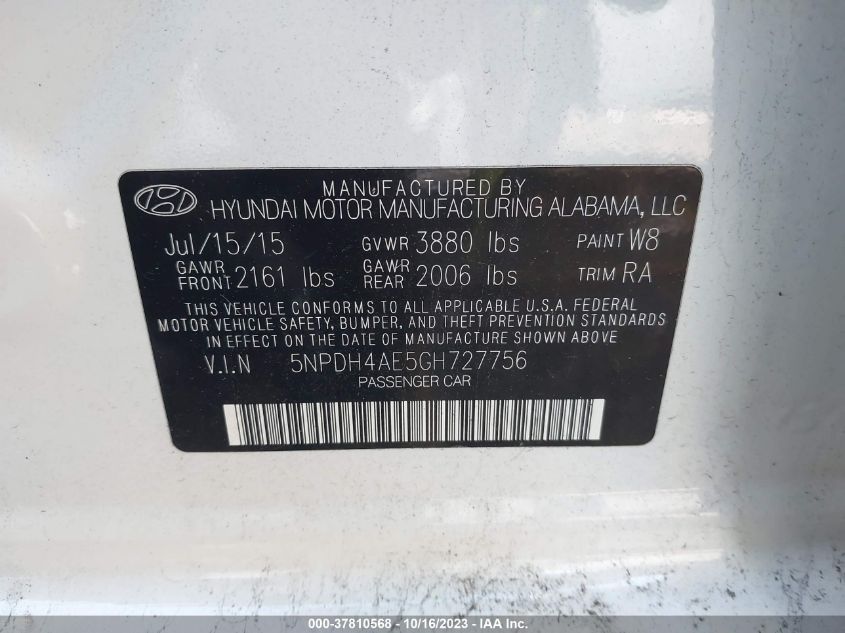 MANUFACTURED BY
HYUNDAI MOTOR MANUFACTURING ALABAMA, LLC
Jul/15/15 GVWR 3880 lbs PAINT W8
GAWR FRONT 2161 lbs GAWR REAR 2006 lbs TRIM RA
THIS VEHICLE CONFORMS TO ALL APPLICABLE U.S.A. FEDERAL
MOTOR VEHICLE SAFETY, BUMPER, AND THEFT PREVENTION STANDARDS
IN EFFECT ON THE DATE OF MANUFACTURE SHOWN ABOVE
V.I.N 5NPDH4AE5GH727756
PASSENGER CAR
000-37810568 - 10/16/2023 - IAA Inc.